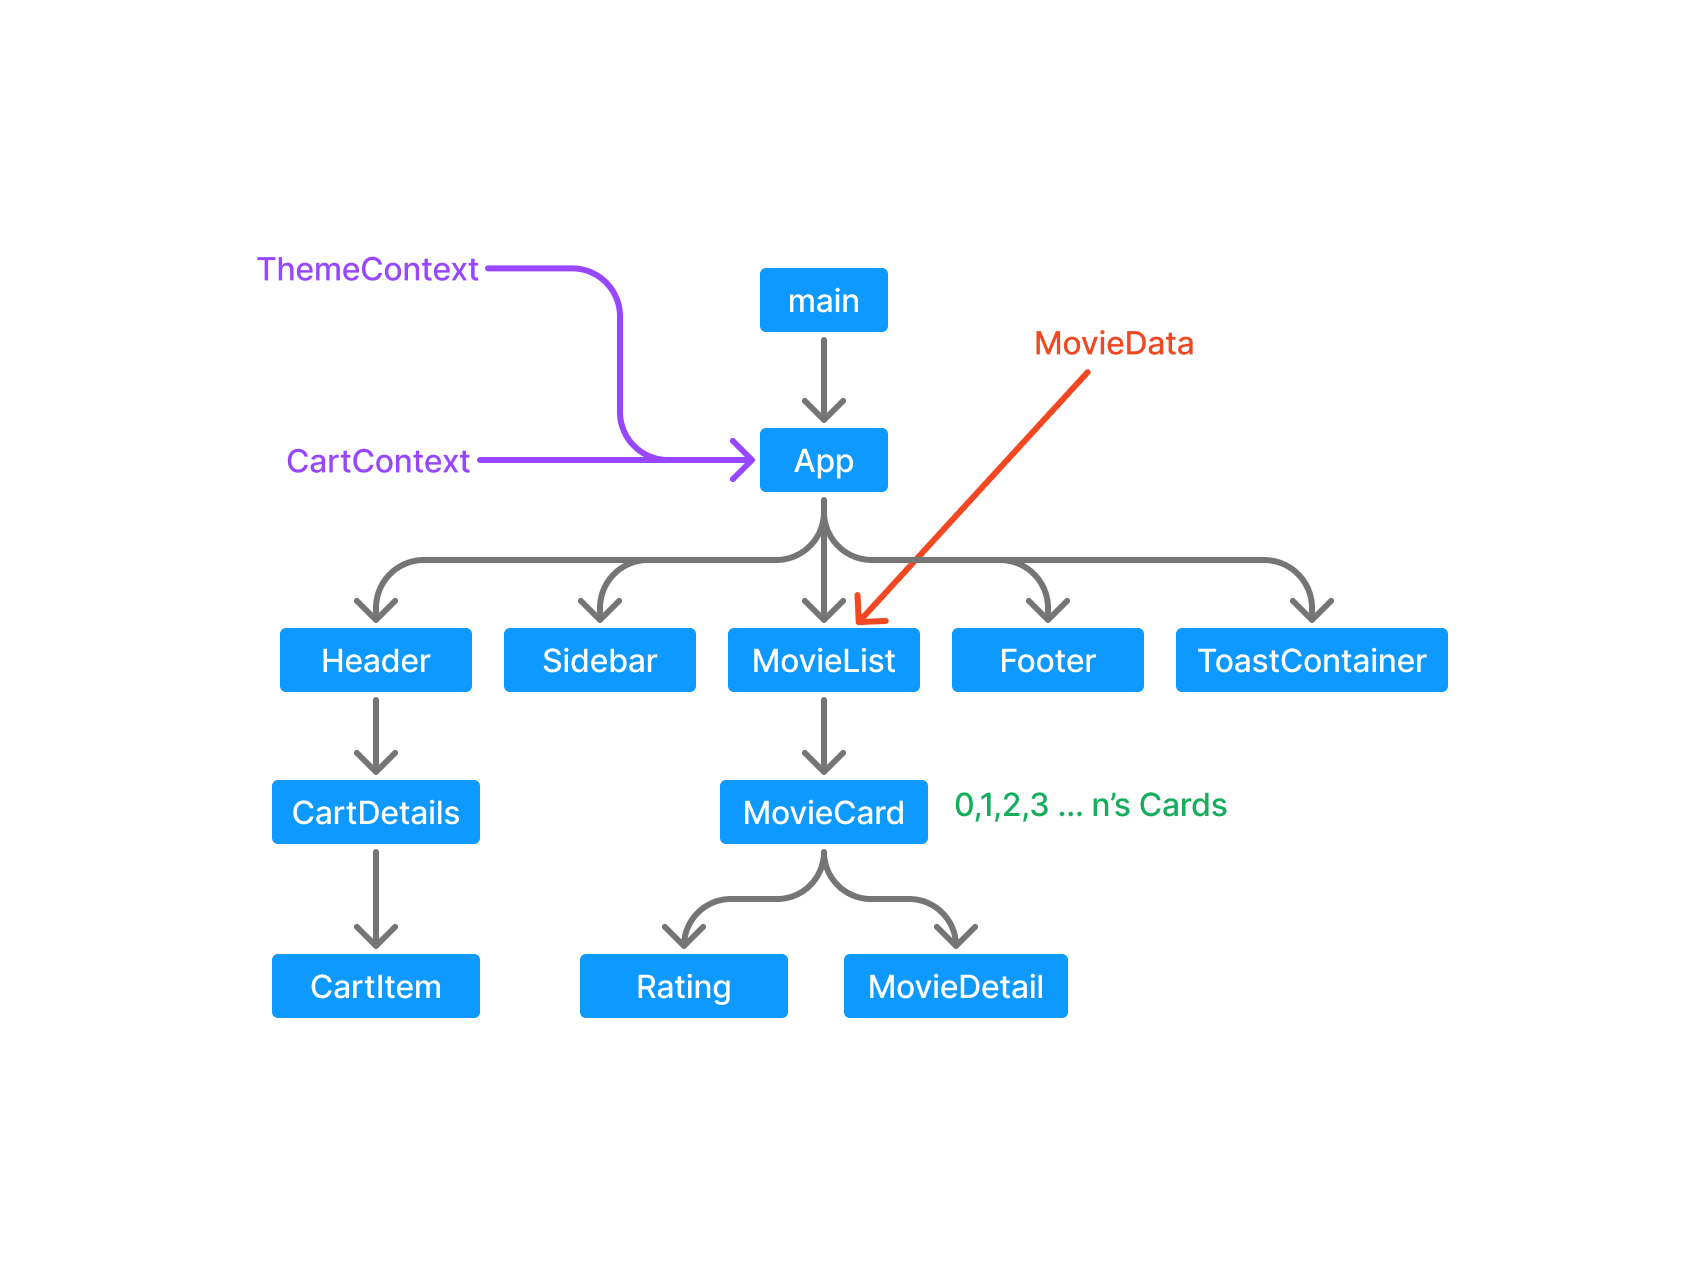 ThemeContext
main
MovieData
CartContext
App
Header
Sidebar
MovieList
Footer
ToastContainer
CartDetails
MovieCard
0,1,2,3 ... n’s Cards
CartItem
Rating
MovieDetail